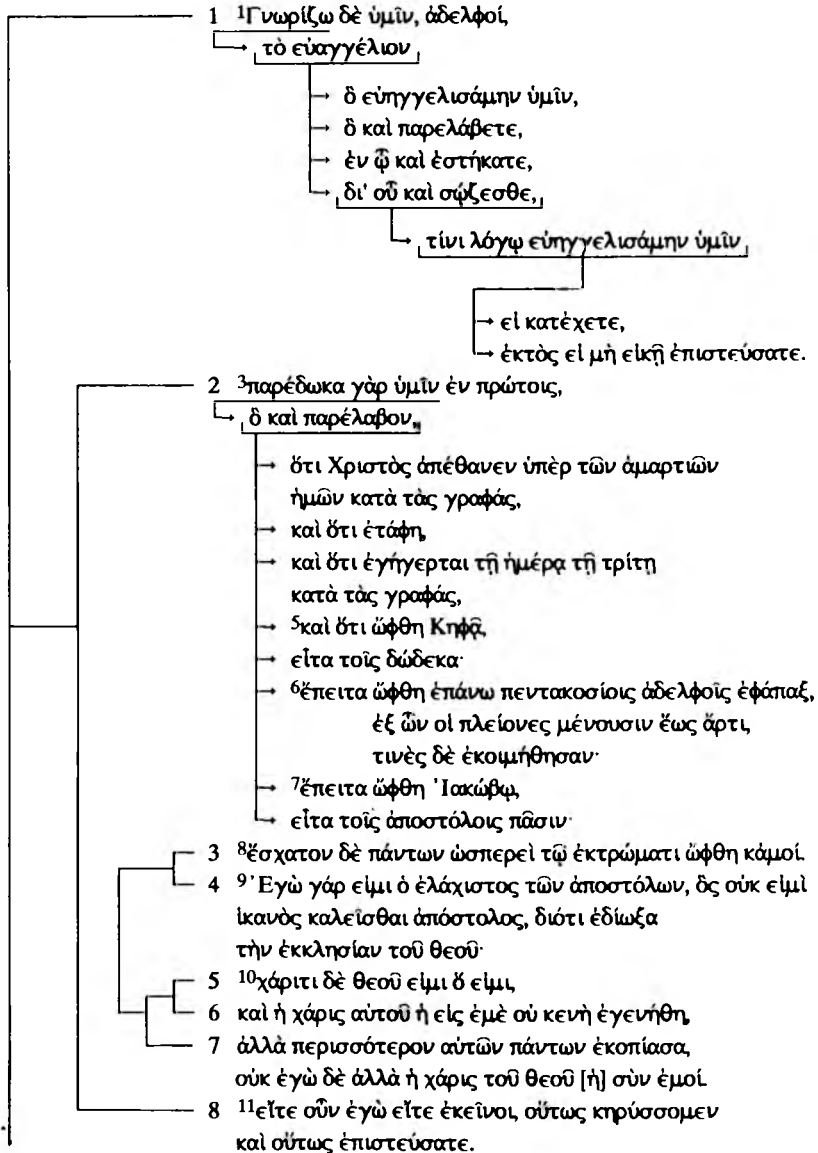 1 ¹Γνωρίζω δὲ ὑμῖν, ἀδελφοί,
τὸ εὐαγγέλιον
ὃ εὐηγγελισάμην ὑμῖν,
ὃ καὶ παρελάβετε,
ἐν ᾧ καὶ ἑστήκατε,
δι' οὗ καὶ σῴζεσθε,
τίνι λόγῳ εὐηγγελισάμην ὑμῖν
εἰ κατέχετε,
ἐκτὸς εἰ μὴ εἰκῇ ἐπιστεύσατε.
2 ³παρέδωκα γὰρ ὑμῖν ἐν πρώτοις,
ὃ καὶ παρέλαβον,
ὅτι Χριστὸς ἀπέθανεν ὑπὲρ τῶν ἁμαρτιῶν
ἡμῶν κατὰ τὰς γραφάς,
καὶ ὅτι ἐτάφη,
καὶ ὅτι ἐγήγερται τῇ ἡμέρᾳ τῇ τρίτῃ
κατὰ τὰς γραφάς,
⁵καὶ ὅτι ὤφθη Κηφᾷ,
εἶτα τοῖς δώδεκα·
⁶ἔπειτα ὤφθη ἐπάνω πεντακοσίοις ἀδελφοῖς ἐφάπαξ,
ἐξ ὧν οἱ πλείονες μένουσιν ἕως ἄρτι,
τινὲς δὲ ἐκοιμήθησαν·
⁷ἔπειτα ὤφθη Ἰακώβῳ,
εἶτα τοῖς ἀποστόλοις πᾶσιν·
3 ⁸ἔσχατον δὲ πάντων ὡσπερεὶ τῷ ἐκτρώματι ὤφθη κἀμοί.
4 ⁹Ἐγὼ γάρ εἰμι ὁ ἐλάχιστος τῶν ἀποστόλων, ὃς οὐκ εἰμὶ
ἱκανὸς καλεῖσθαι ἀπόστολος, διότι ἐδίωξα
τὴν ἐκκλησίαν τοῦ θεοῦ·
5 ¹⁰χάριτι δὲ θεοῦ εἰμι ὅ εἰμι,
6 καὶ ἡ χάρις αὐτοῦ ἡ εἰς ἐμὲ οὐ κενὴ ἐγενήθη,
7 ἀλλὰ περισσότερον αὐτῶν πάντων ἐκοπίασα,
οὐκ ἐγὼ δὲ ἀλλὰ ἡ χάρις τοῦ θεοῦ [ἡ] σὺν ἐμοί.
8 ¹¹εἴτε οὖν ἐγὼ εἴτε ἐκεῖνοι, οὕτως κηρύσσομεν
καὶ οὕτως ἐπιστεύσατε.